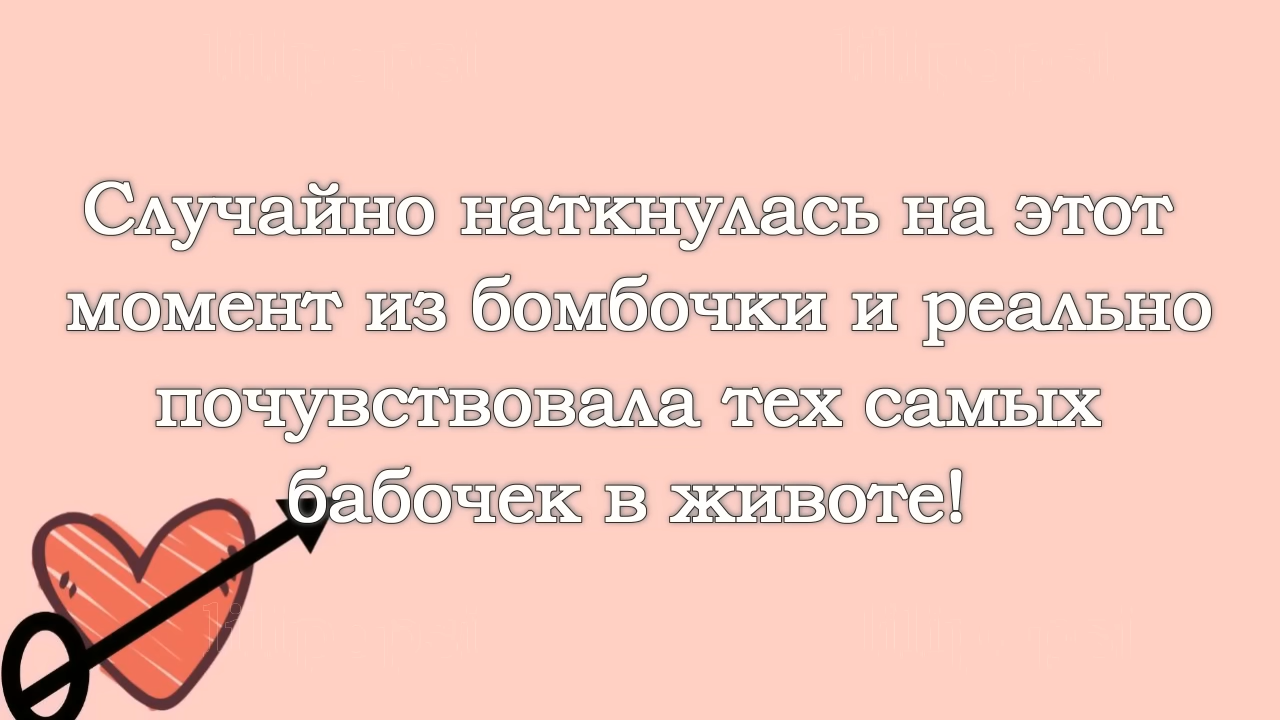 Случайно наткнулась на этот
момент из бомбочки и реально
почувствовала тех самых
бабочек в животе!